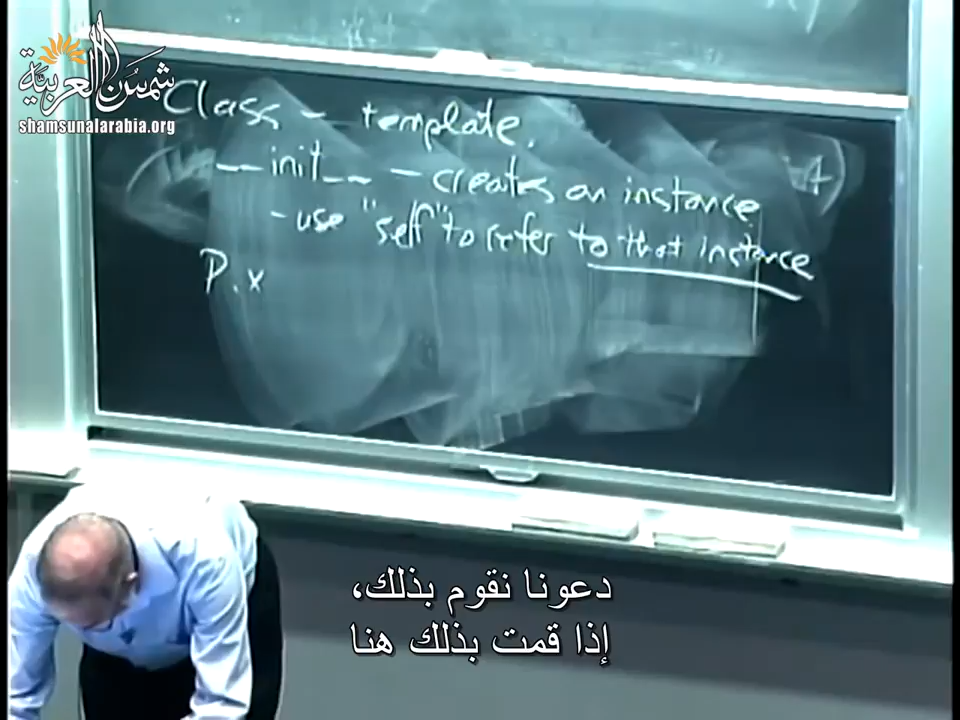 شمس العربية
shamsunalarabia.org
Class - template.
__init__ - creates an instance
- use "self" to refer to that instance
P.x
دعونا نقوم بذلك،
إذا قمت بذلك هنا